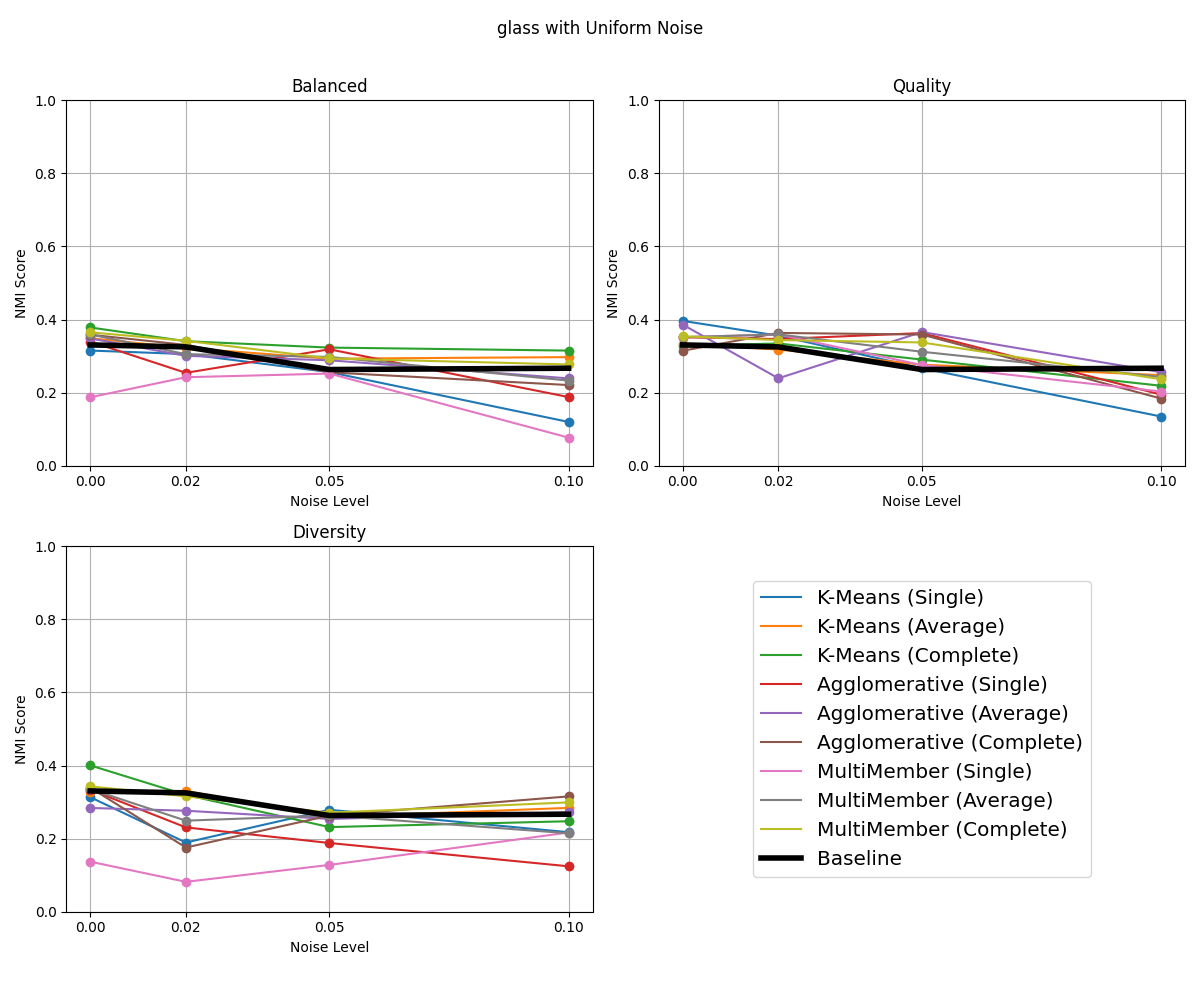 glass with Uniform Noise
Balanced
1.0
0.8
0.6
0.4
0.2
0.0
NMI Score
0.00 0.02 0.05 0.10
Noise Level
Quality
1.0
0.8
0.6
0.4
0.2
0.0
NMI Score
0.00 0.02 0.05 0.10
Noise Level
Diversity
1.0
0.8
0.6
0.4
0.2
0.0
NMI Score
0.00 0.02 0.05 0.10
Noise Level
K-Means (Single)
K-Means (Average)
K-Means (Complete)
Agglomerative (Single)
Agglomerative (Average)
Agglomerative (Complete)
MultiMember (Single)
MultiMember (Average)
MultiMember (Complete)
Baseline